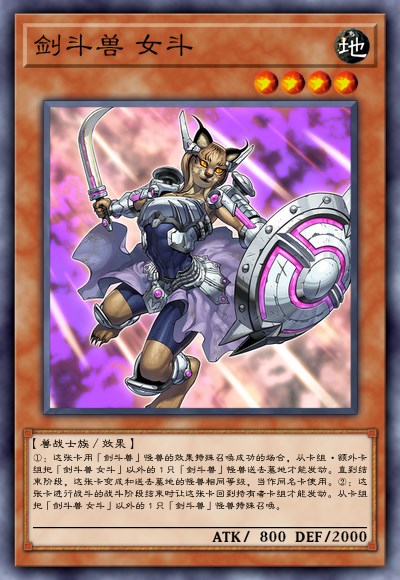 剑斗兽 女斗
地
【兽战士族／效果】
①：这张卡用「剑斗兽」怪兽的效果特殊召唤成功的场合，从卡组・额外卡
组把「剑斗兽 女斗」以外的1只「剑斗兽」怪兽送去墓地才能发动。直到结
束阶段，这张卡变成和送去墓地的怪兽相同等级，当作同名卡使用。②：这
张卡进行战斗的战斗阶段结束时让这张卡回到持有者卡组才能发动。从卡组
把「剑斗兽 女斗」以外的1只「剑斗兽」怪兽特殊召唤。
ATK/ 800 DEF/2000